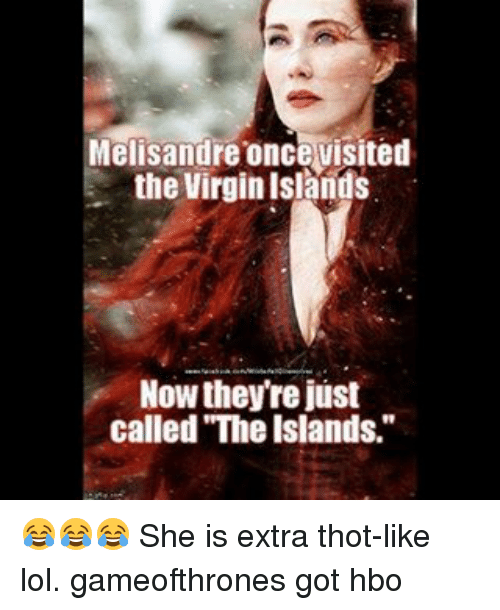 Melisandre once visited
the Virgin Islands
Now they're just
called "The Islands."
😂😂😂 She is extra thot-like
lol. gameofthrones got hbo